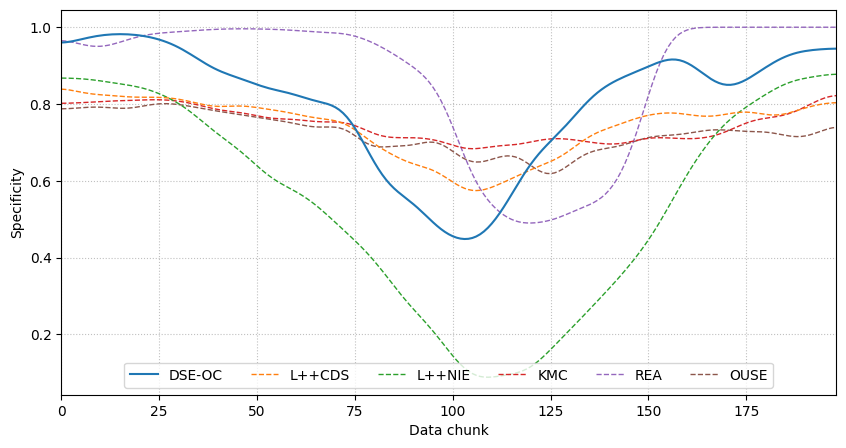 Specificity
1.0
0.8
0.6
0.4
0.2
DSE-OC L++CDS L++NIE KMC REA OUSE
0 25 50 75 100 125 150 175
Data chunk